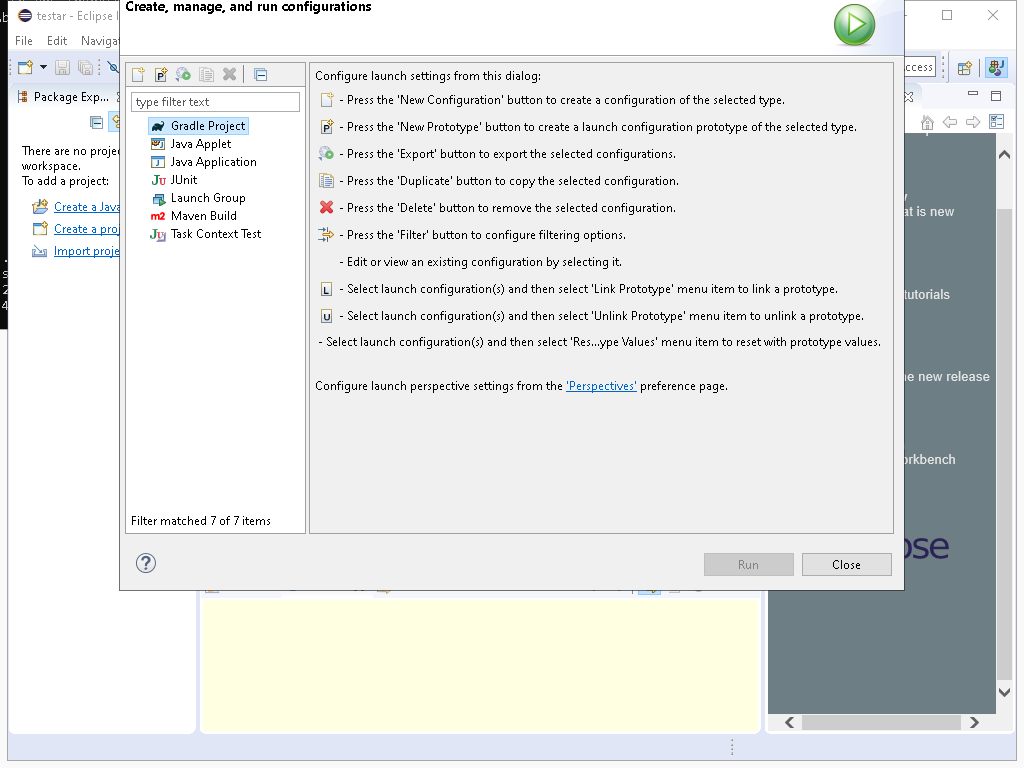 Create, manage, and run configurations
testar - Eclipse I
File Edit Naviga
type filter text
Gradle Project
Java Applet
Java Application
JUnit
Launch Group
Maven Build
Task Context Test
Filter matched 7 of 7 items
Configure launch settings from this dialog:
- Press the 'New Configuration' button to create a configuration of the selected type.
- Press the 'New Prototype' button to create a launch configuration prototype of the selected type.
- Press the 'Export' button to export the selected configurations.
- Press the 'Duplicate' button to copy the selected configuration.
- Press the 'Delete' button to remove the selected configuration.
- Press the 'Filter' button to configure filtering options.
- Edit or view an existing configuration by selecting it.
- Select launch configuration(s) and then select 'Link Prototype' menu item to link a prototype.
- Select launch configuration(s) and then select 'Unlink Prototype' menu item to unlink a prototype.
- Select launch configuration(s) and then select 'Res...ype Values' menu item to reset with prototype values.
Configure launch perspective settings from the 'Perspectives' preference page.
Run
Close
Package Exp...
There are no proje
workspace.
To add a project:
Create a Java
Create a proj
Import proje
ccess
at is new
tutorials
e new release
orkbench
ose